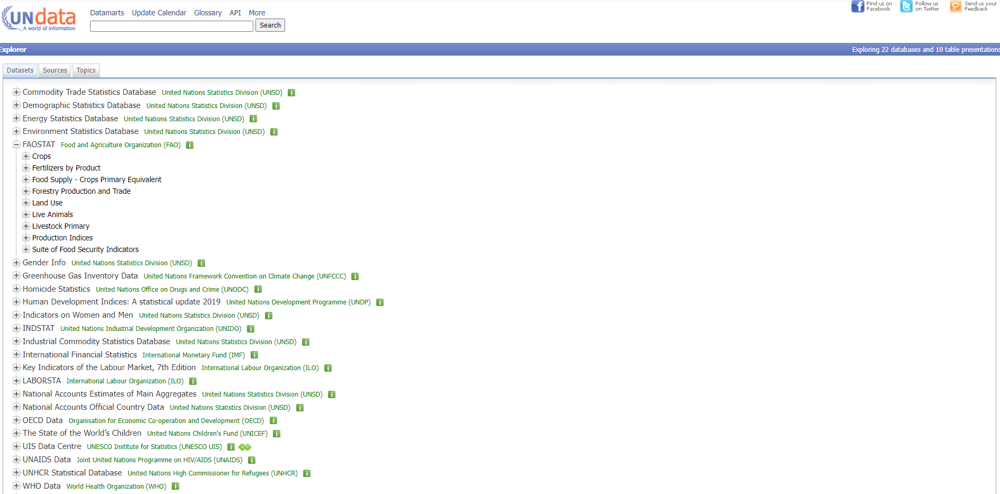 UNdata
A world of information
Datamarts Update Calendar Glossary API More
Search
Find us on Facebook
Follow us on Twitter
Send us your Feedback
Explorer
Exploring 22 databases and 10 table presentations
Datasets Sources Topics
Commodity Trade Statistics Database United Nations Statistics Division (UNSD) i
Demographic Statistics Database United Nations Statistics Division (UNSD) i
Energy Statistics Database United Nations Statistics Division (UNSD) i
Environment Statistics Database United Nations Statistics Division (UNSD) i
FAOSTAT Food and Agriculture Organization (FAO) i
Crops
Fertilizers by Product
Food Supply - Crops Primary Equivalent
Forestry Production and Trade
Land Use
Live Animals
Livestock Primary
Production Indices
Suite of Food Security Indicators
Gender Info United Nations Statistics Division (UNSD) i
Greenhouse Gas Inventory Data United Nations Framework Convention on Climate Change (UNFCCC) i
Homicide Statistics United Nations Office on Drugs and Crime (UNODC) i
Human Development Indices: A statistical update 2019 United Nations Development Programme (UNDP) i
Indicators on Women and Men United Nations Statistics Division (UNSD) i
INDSTAT United Nations Industrial Development Organization (UNIDO) i
Industrial Commodity Statistics Database United Nations Statistics Division (UNSD) i
International Financial Statistics International Monetary Fund (IMF) i
Key Indicators of the Labour Market, 7th Edition International Labour Organization (ILO) i
LABORSTA International Labour Organization (ILO) i
National Accounts Estimates of Main Aggregates United Nations Statistics Division (UNSD) i
National Accounts Official Country Data United Nations Statistics Division (UNSD) i
OECD Data Organisation for Economic Co-operation and Development (OECD) i
The State of the World’s Children United Nations Children's Fund (UNICEF) i
UIS Data Centre UNESCO Institute for Statistics (UNESCO UIS) i
UNAIDS Data Joint United Nations Programme on HIV/AIDS (UNAIDS) i
UNHCR Statistical Database United Nations High Commissioner for Refugees (UNHCR) i
WHO Data World Health Organization (WHO) i